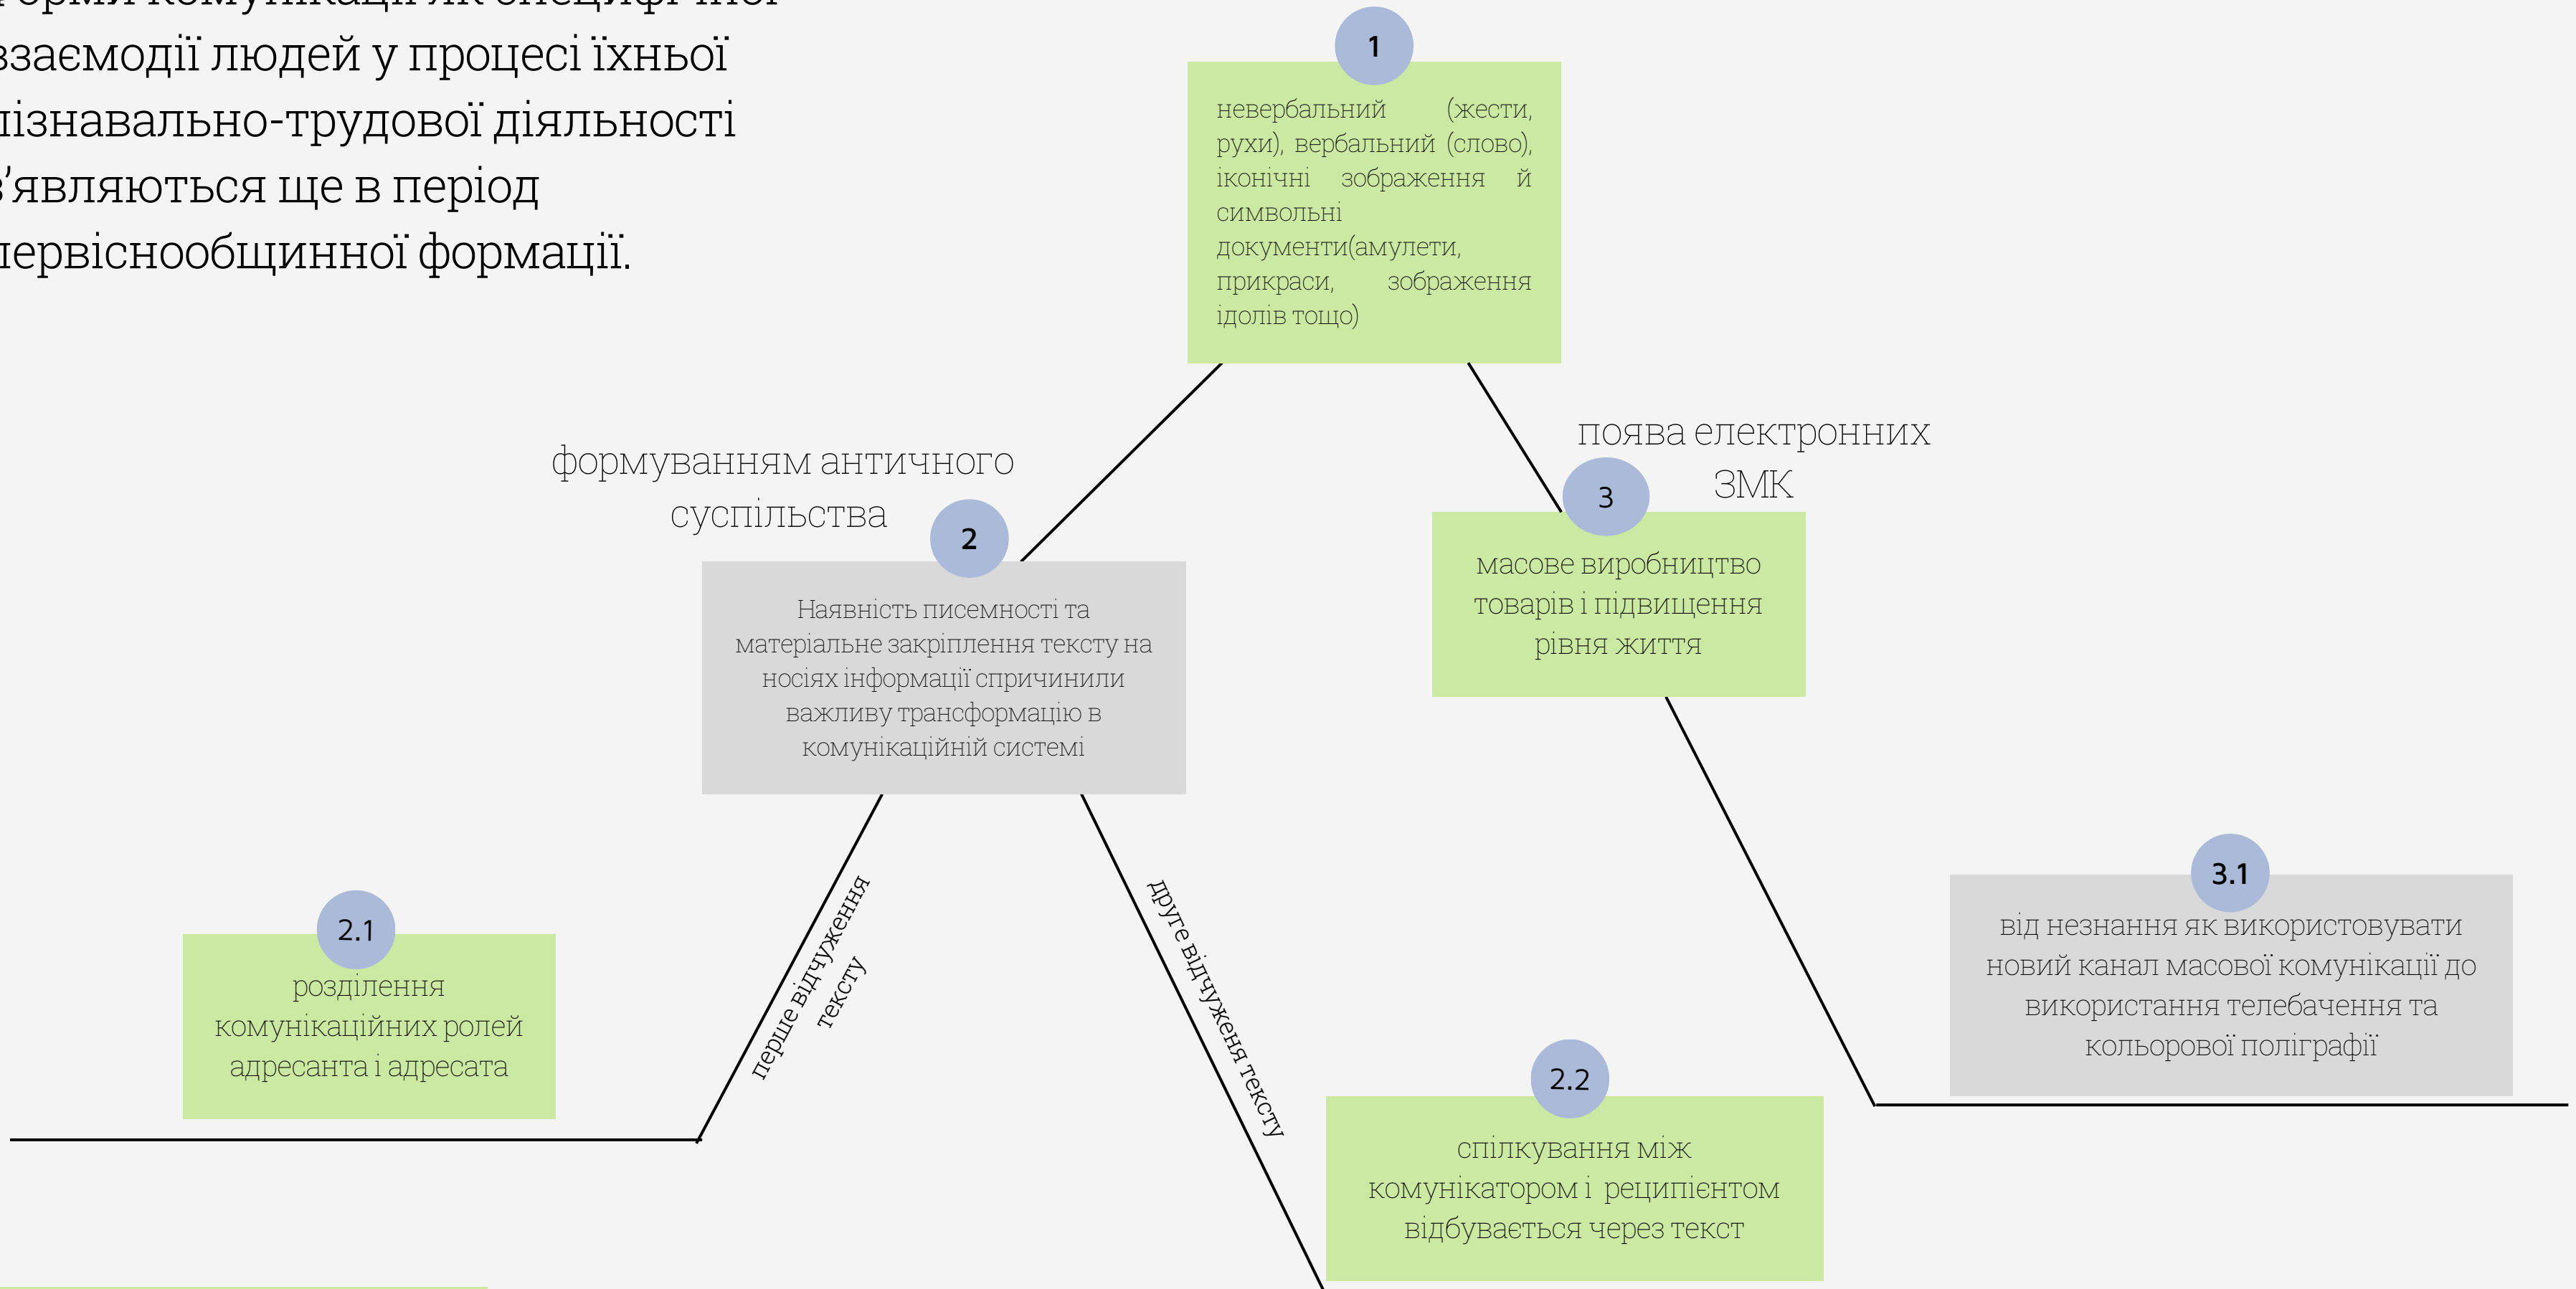 взаємодії людей у процесі їхньої
пізнавально-трудової діяльності
з’являються ще в період
первіснообщинної формації.
1
невербальний (жести,
рухи), вербальний (слово),
іконічні зображення й
символьні
документи(амулети,
прикраси, зображення
ідолів тощо)
формуванням античного
суспільства
2
Наявність писемності та
матеріальне закріплення тексту на
носіях інформації спричинили
важливу трансформацію в
комунікаційній системі
поява електронних
ЗМК
3
масове виробництво
товарів і підвищення
рівня життя
2.1
розділення
комунікаційних ролей
адресанта і адресата
перше відчуження
тексту
друге відчуженя тексту
2.2
спілкування між
комунікатором і реципієнтом
відбувається через текст
3.1
від незнання як використовувати
новий канал масової комунікації до
використання телебачення та
кольорової поліграфії